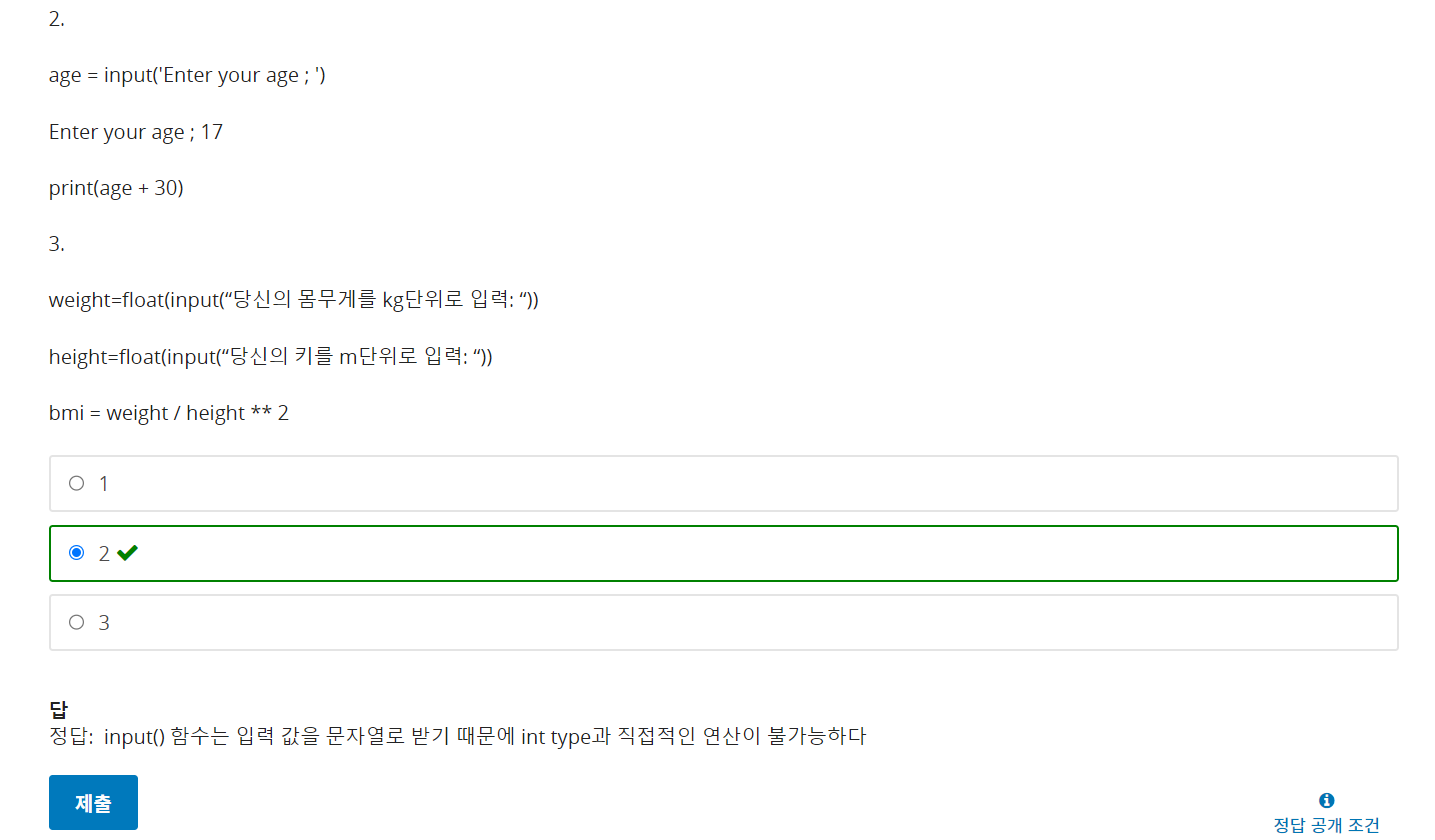 2.
age = input('Enter your age ; ')
Enter your age ; 17
print(age + 30)
3.
weight=float(input(“당신의 몸무게를 kg단위로 입력: “))
height=float(input(“당신의 키를 m단위로 입력: “))
bmi = weight / height ** 2
1
2
3
답
정답:  input() 함수는 입력 값을 문자열로 받기 때문에 int type과 직접적인 연산이 불가능하다
제출
정답 공개 조건